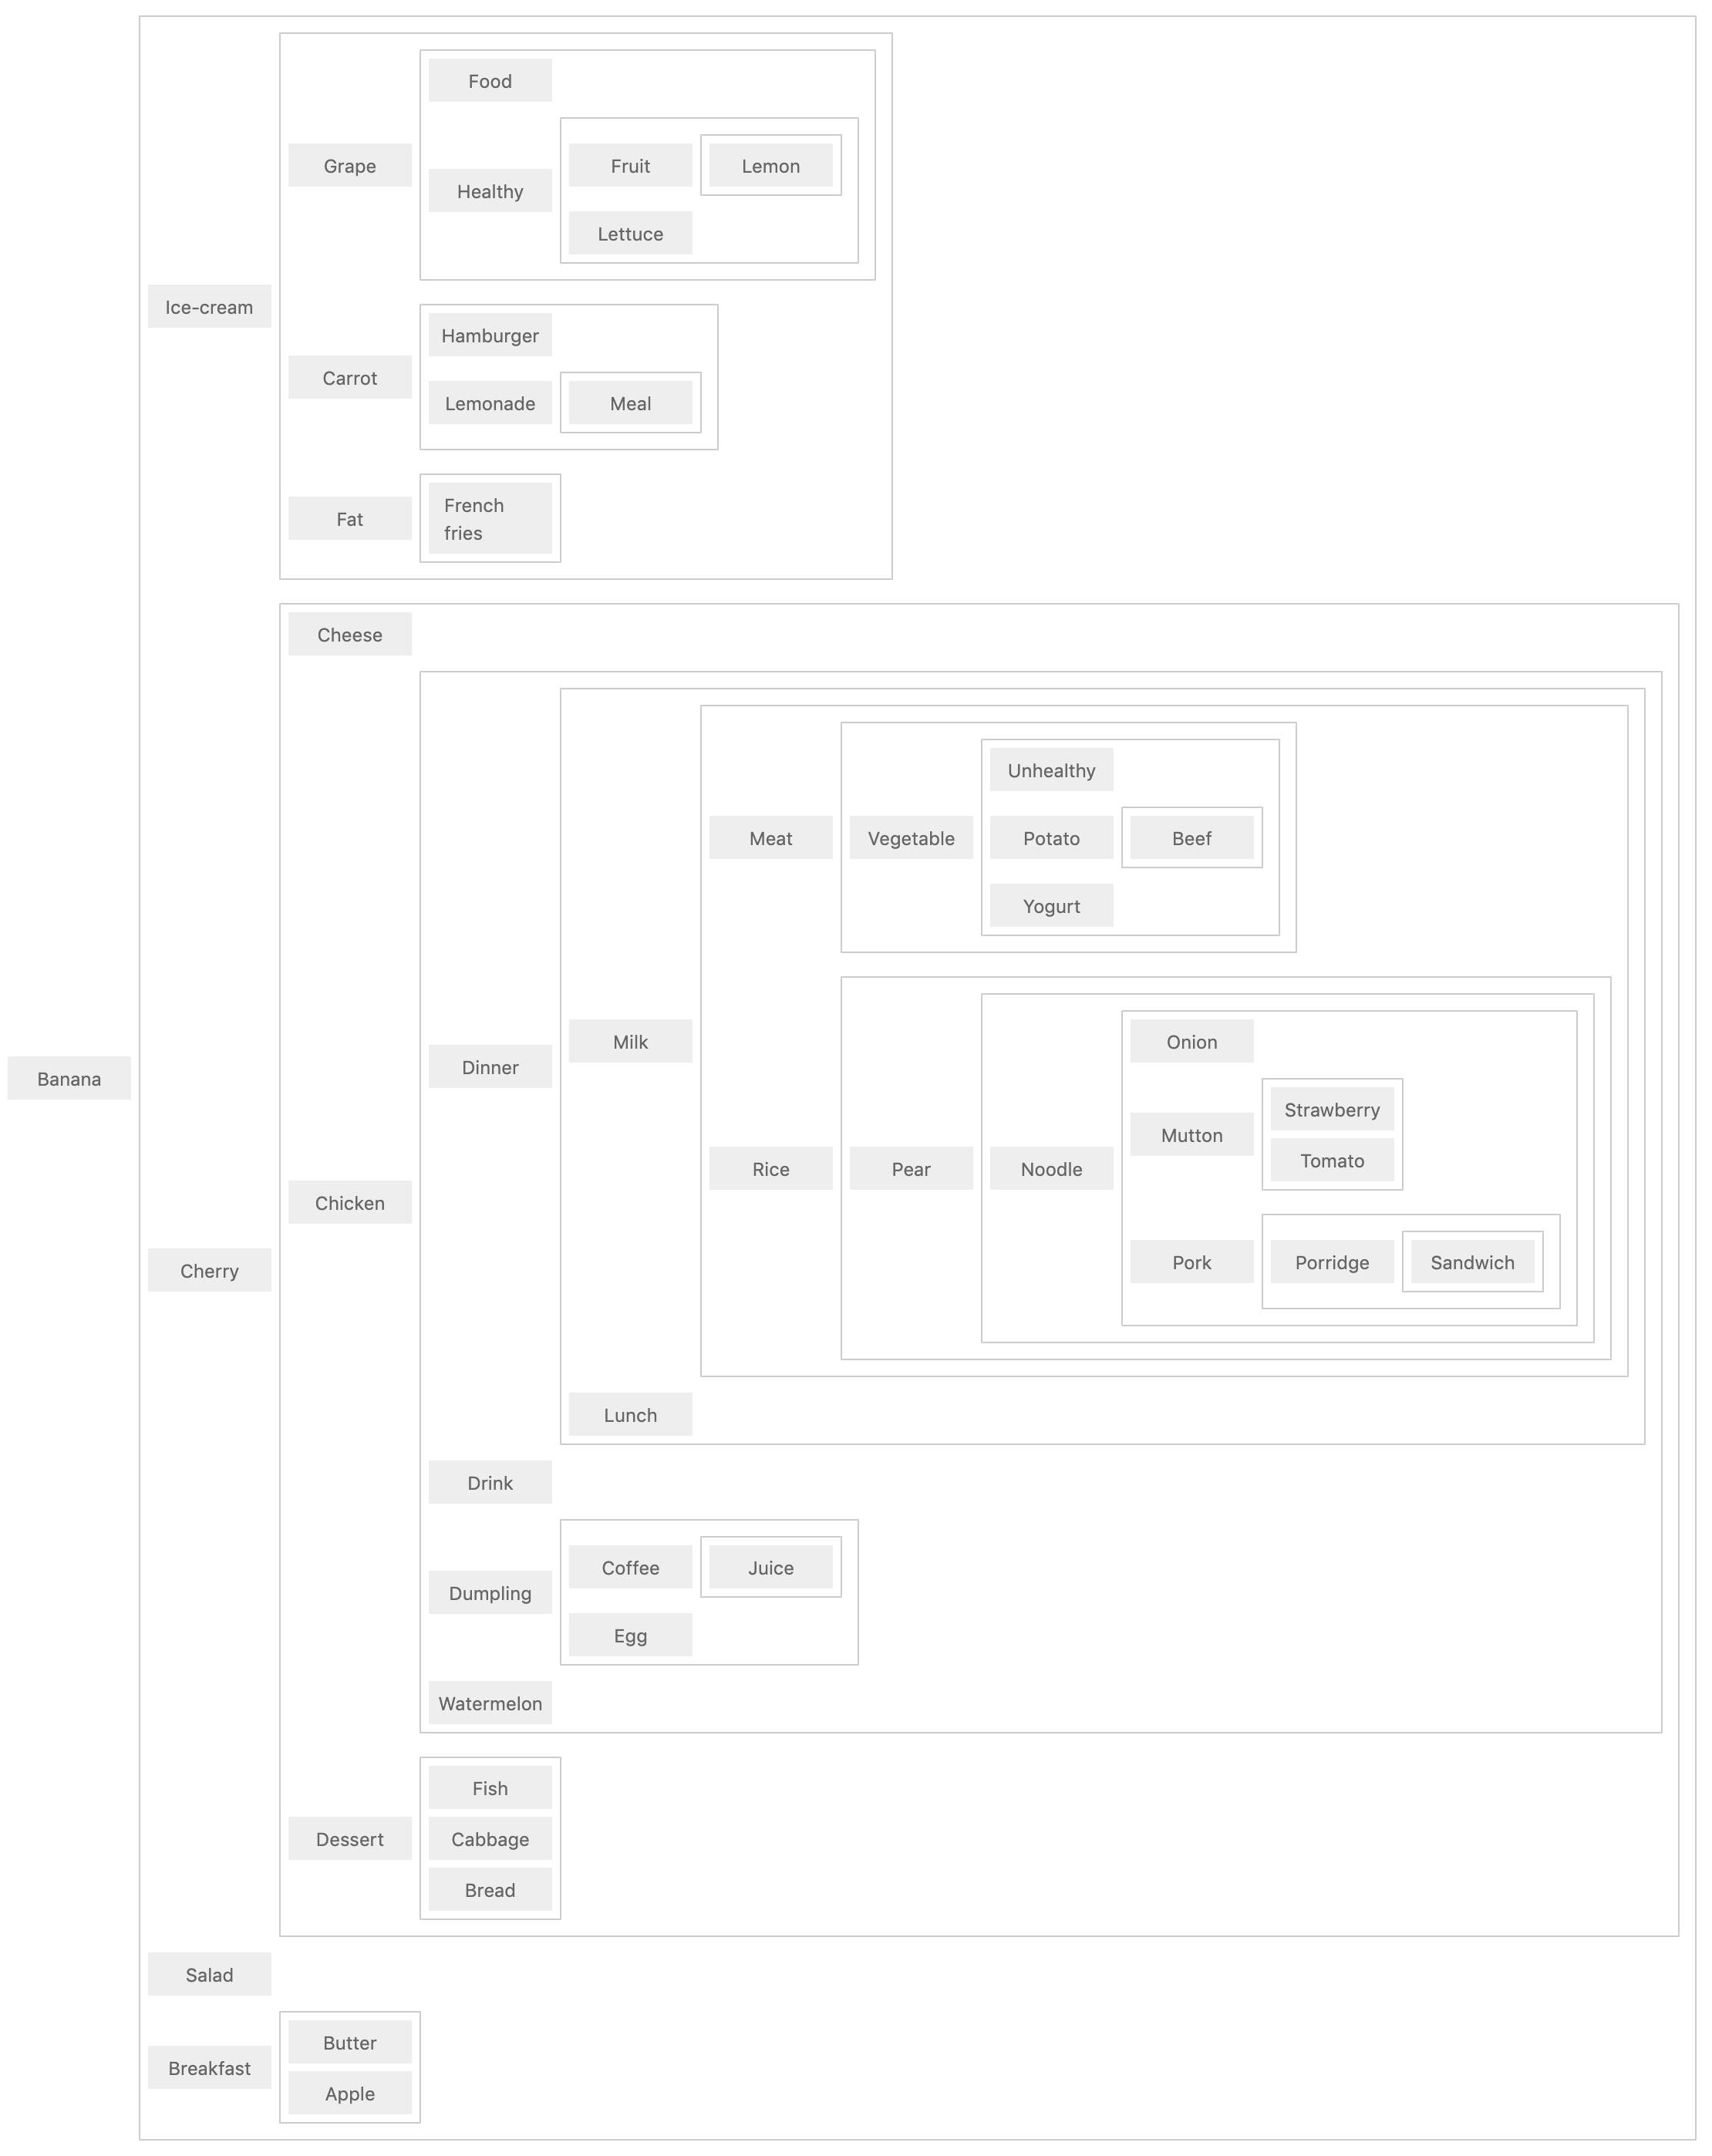 Food
Grape
Healthy
Fruit
Lemon
Lettuce
Ice-cream
Hamburger
Carrot
Lemonade
Meal
Fat
French
fries
Cheese
Unhealthy
Meat
Vegetable
Potato
Beef
Yogurt
Milk
Onion
Dinner
Banana
Strawberry
Mutton
Tomato
Rice
Pear
Noodle
Chicken
Pork
Porridge
Sandwich
Cherry
Lunch
Drink
Coffee
Juice
Dumpling
Egg
Watermelon
Fish
Dessert
Cabbage
Bread
Salad
Butter
Breakfast
Apple